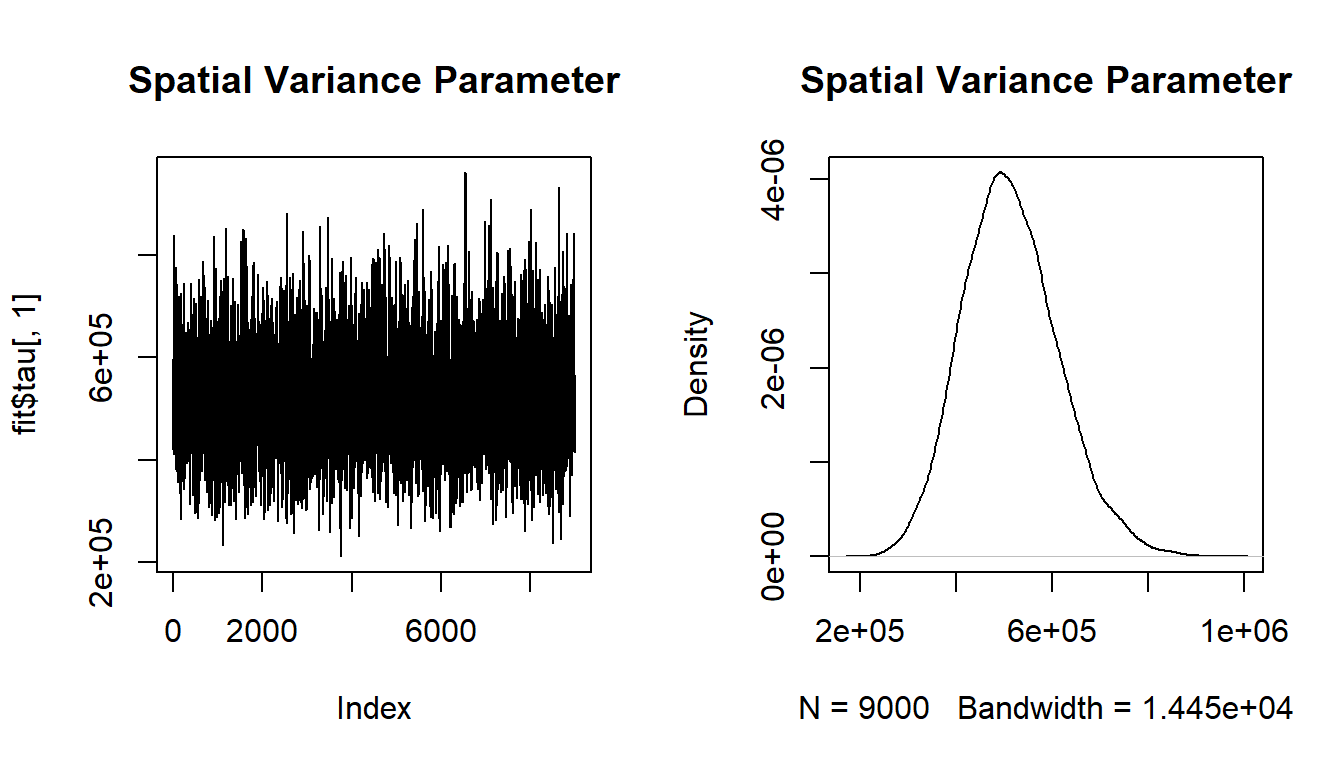 Spatial Variance Parameter
fit$tau[, 1]
6e+05
2e+05
0 2000 6000
Index
Spatial Variance Parameter
Density
4e-06
2e-06
0e+00
2e+05 6e+05 1e+06
N = 9000 Bandwidth = 1.445e+04